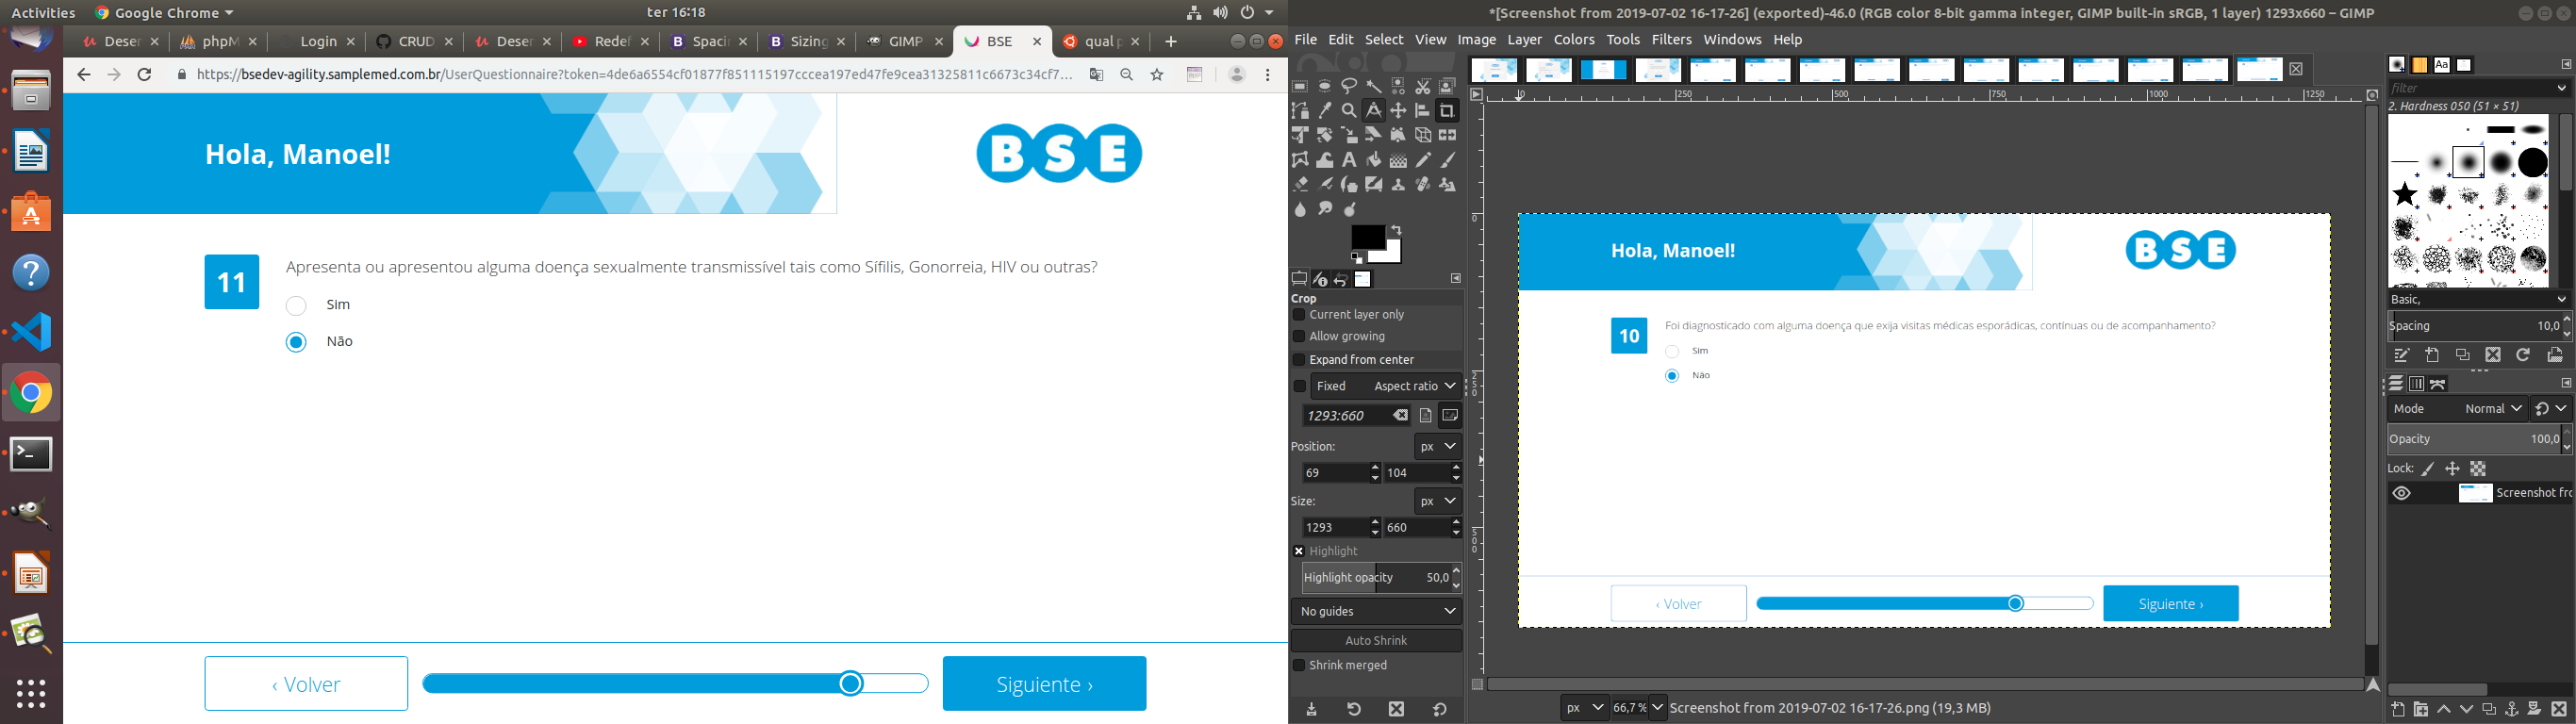 Activities
Google Chrome
ter 16:18
Deser
phpM
Login
CRUD
Deser
Redef
Spacin
Sizing
GIMP
BSE
qual p
https://bsedev-agility.samplemed.com.br/UserQuestionnaire?token=4de6a6554cf01877f851115197cccea197ed47fe9cea31325811c6673c34cf7...
Hola, Manoel!
BSE
11
Apresenta ou apresentou alguma doença sexualmente transmissível tais como Sífilis, Gonorreia, HIV ou outras?
Sim
Não
‹ Volver
Siguiente ›
*[Screenshot from 2019-07-02 16-17-26] (exported)-46.0 (RGB color 8-bit gamma integer, GIMP built-in sRGB, 1 layer) 1293x660 – GIMP
File Edit Select View Image Layer Colors Tools Filters Windows Help
0 250 500 750 1000 1250
0
250
500
Crop
Current layer only
Allow growing
Expand from center
Fixed Aspect ratio
1293:660
Position: px
69 104
Size: px
1293 660
Highlight
Highlight opacity 50,0
No guides
Auto Shrink
Shrink merged
Hola, Manoel!
BSE
10
Foi diagnosticado com alguma doença que exija visitas médicas esporádicas, contínuas ou de acompanhamento?
Sim
Não
‹ Volver
Siguiente ›
px 66,7 % Screenshot from 2019-07-02 16-17-26.png (19,3 MB)
Aa
filter
2. Hardness 050 (51 × 51)
Basic,
Spacing 10,0
Mode Normal
Opacity 100,0
Lock:
Screenshot fro